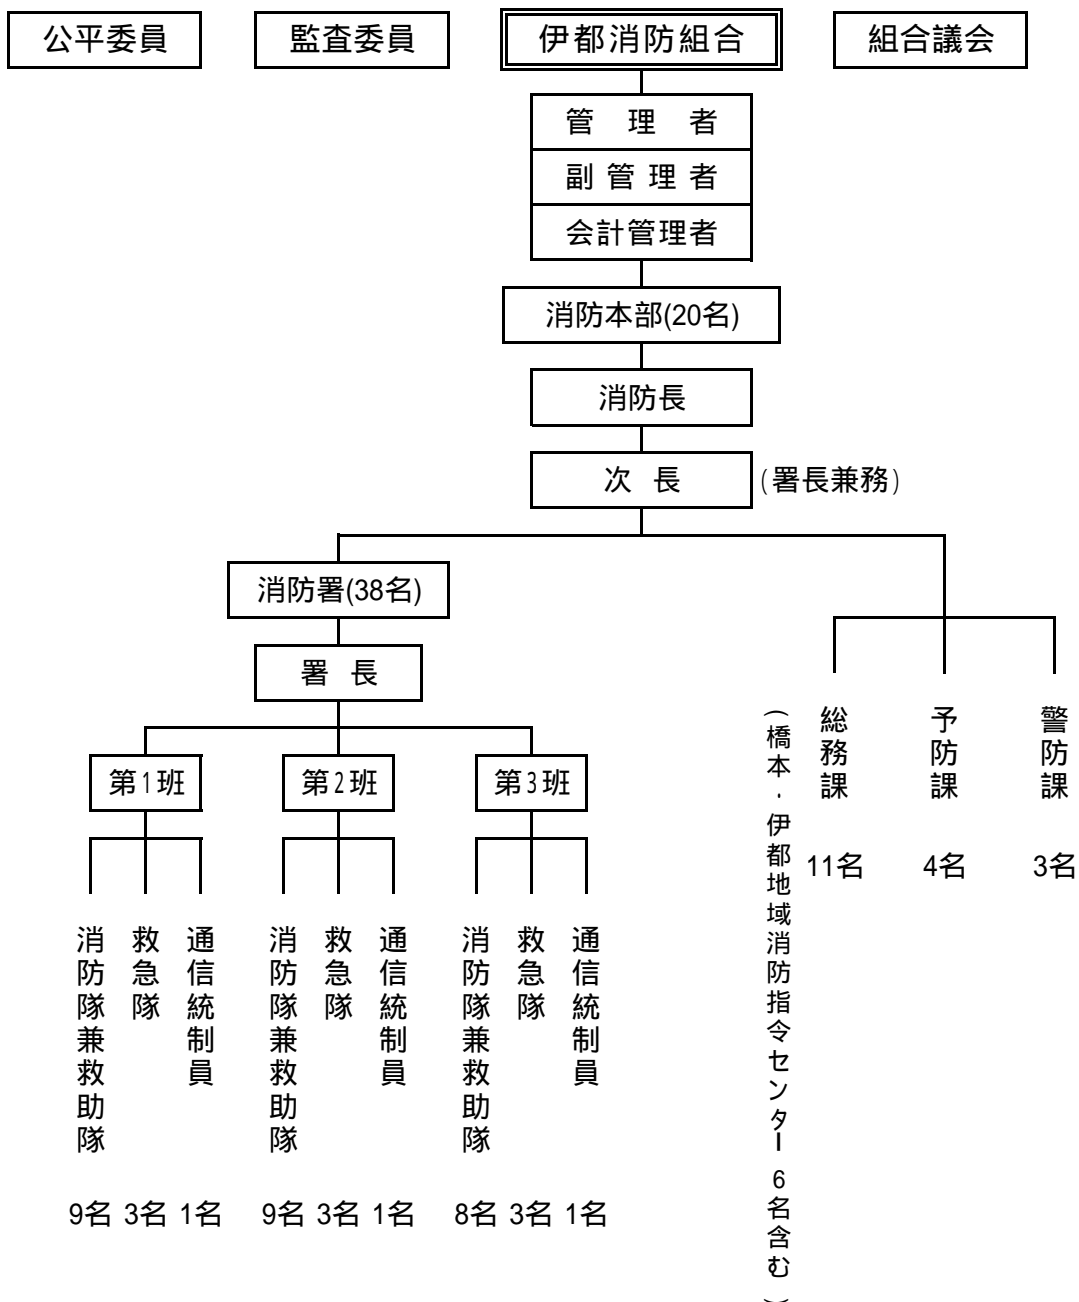 公平委員
監査委員
伊都消防組合
組合議会
管理者
副管理者
会計管理者
消防本部(20名)
消防長
次長
(署長兼務)
消防署(38名)
署長
第1班
第2班
第3班
消防隊兼救助隊
救急隊
通信統制員
消防隊兼救助隊
救急隊
通信統制員
消防隊兼救助隊
救急隊
通信統制員
9名
3名
1名
9名
3名
1名
8名
3名
1名
(橋本・伊都地域消防指令センター6名含む)
総務課
予防課
警防課
11名
4名
3名